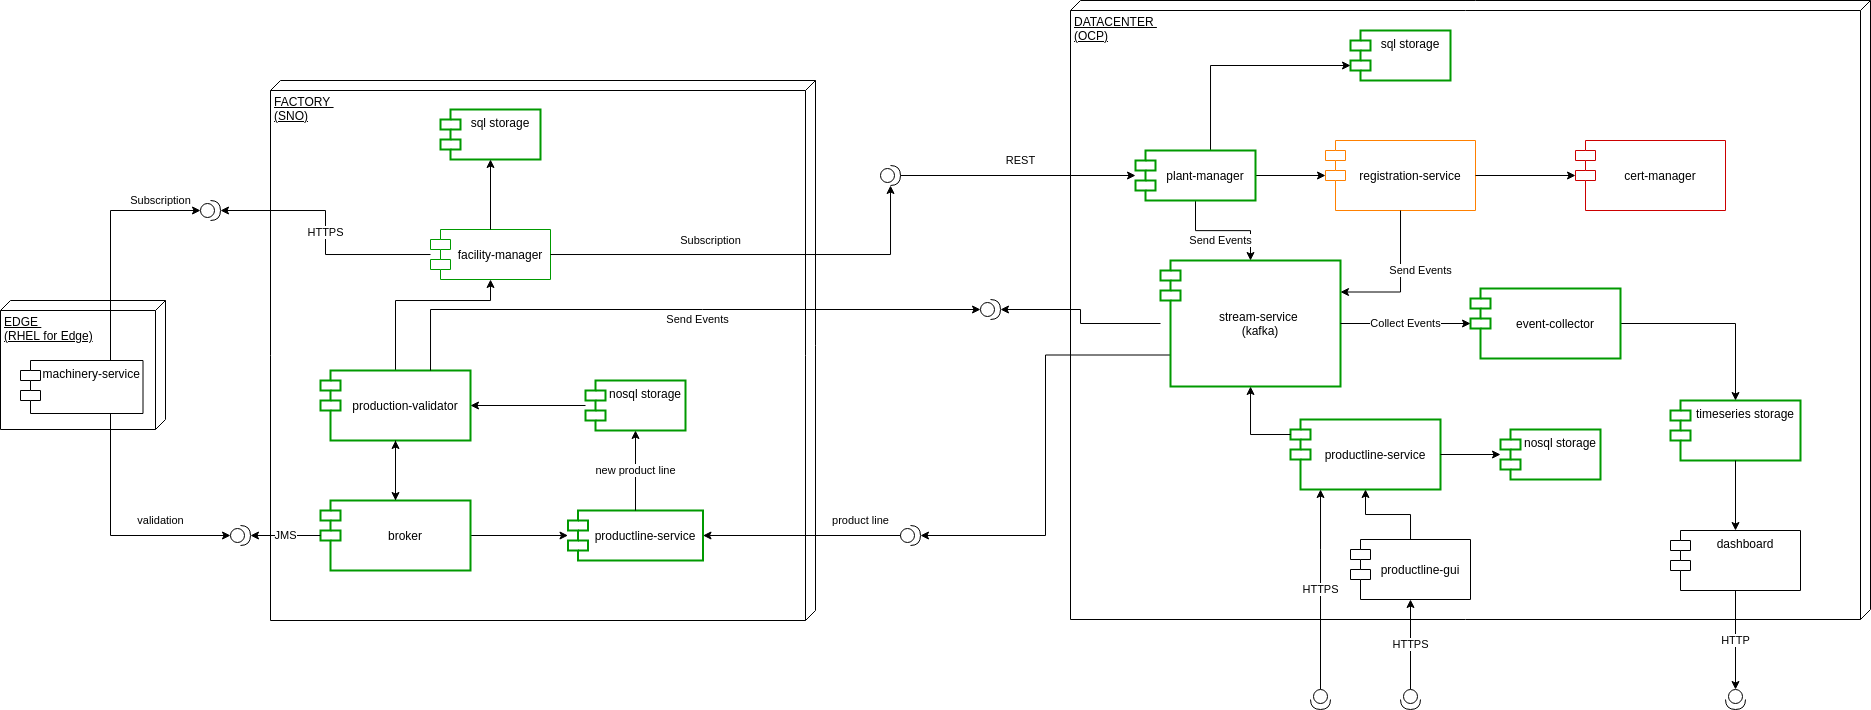 DATACENTER
(OCP)
sql storage
FACTORY
(SNO)
sql storage
REST
plant-manager
registration-service
cert-manager
Subscription
HTTPS
facility-manager
Subscription
Send Events
Send Events
EDGE
(RHEL for Edge)
machinery-service
Send Events
stream-service
(kafka)
Collect Events
event-collector
production-validator
nosql storage
timeseries storage
new product line
productline-service
nosql storage
validation
JMS
broker
productline-service
product line
dashboard
productline-gui
HTTPS
HTTPS
HTTP